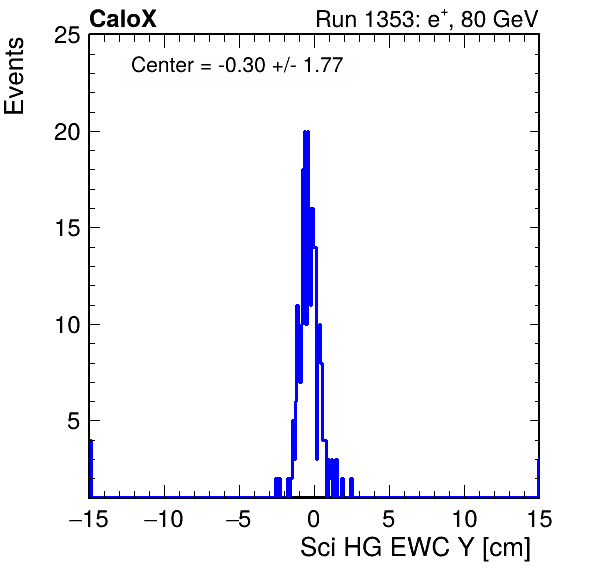 CaloX Run 1353: e⁺, 80 GeV
Events
Center = -0.30 +/- 1.77
25
20
15
10
5
−15 −10 −5 0 5 10 15
Sci HG EWC Y [cm]